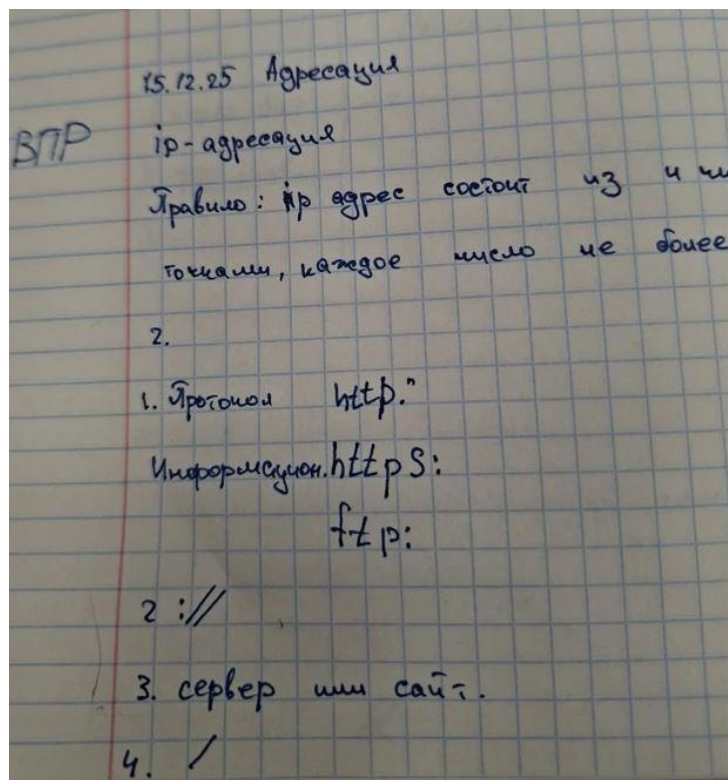 15.12.25 Адресация
ВПР
ip-адресация
Правило: ip адрес состоит из 4
точками, каждое число не более
2.
1. Протокол http:
Информацион. https:
ftp:
2 ://
3. сервер или сайт.
4. /